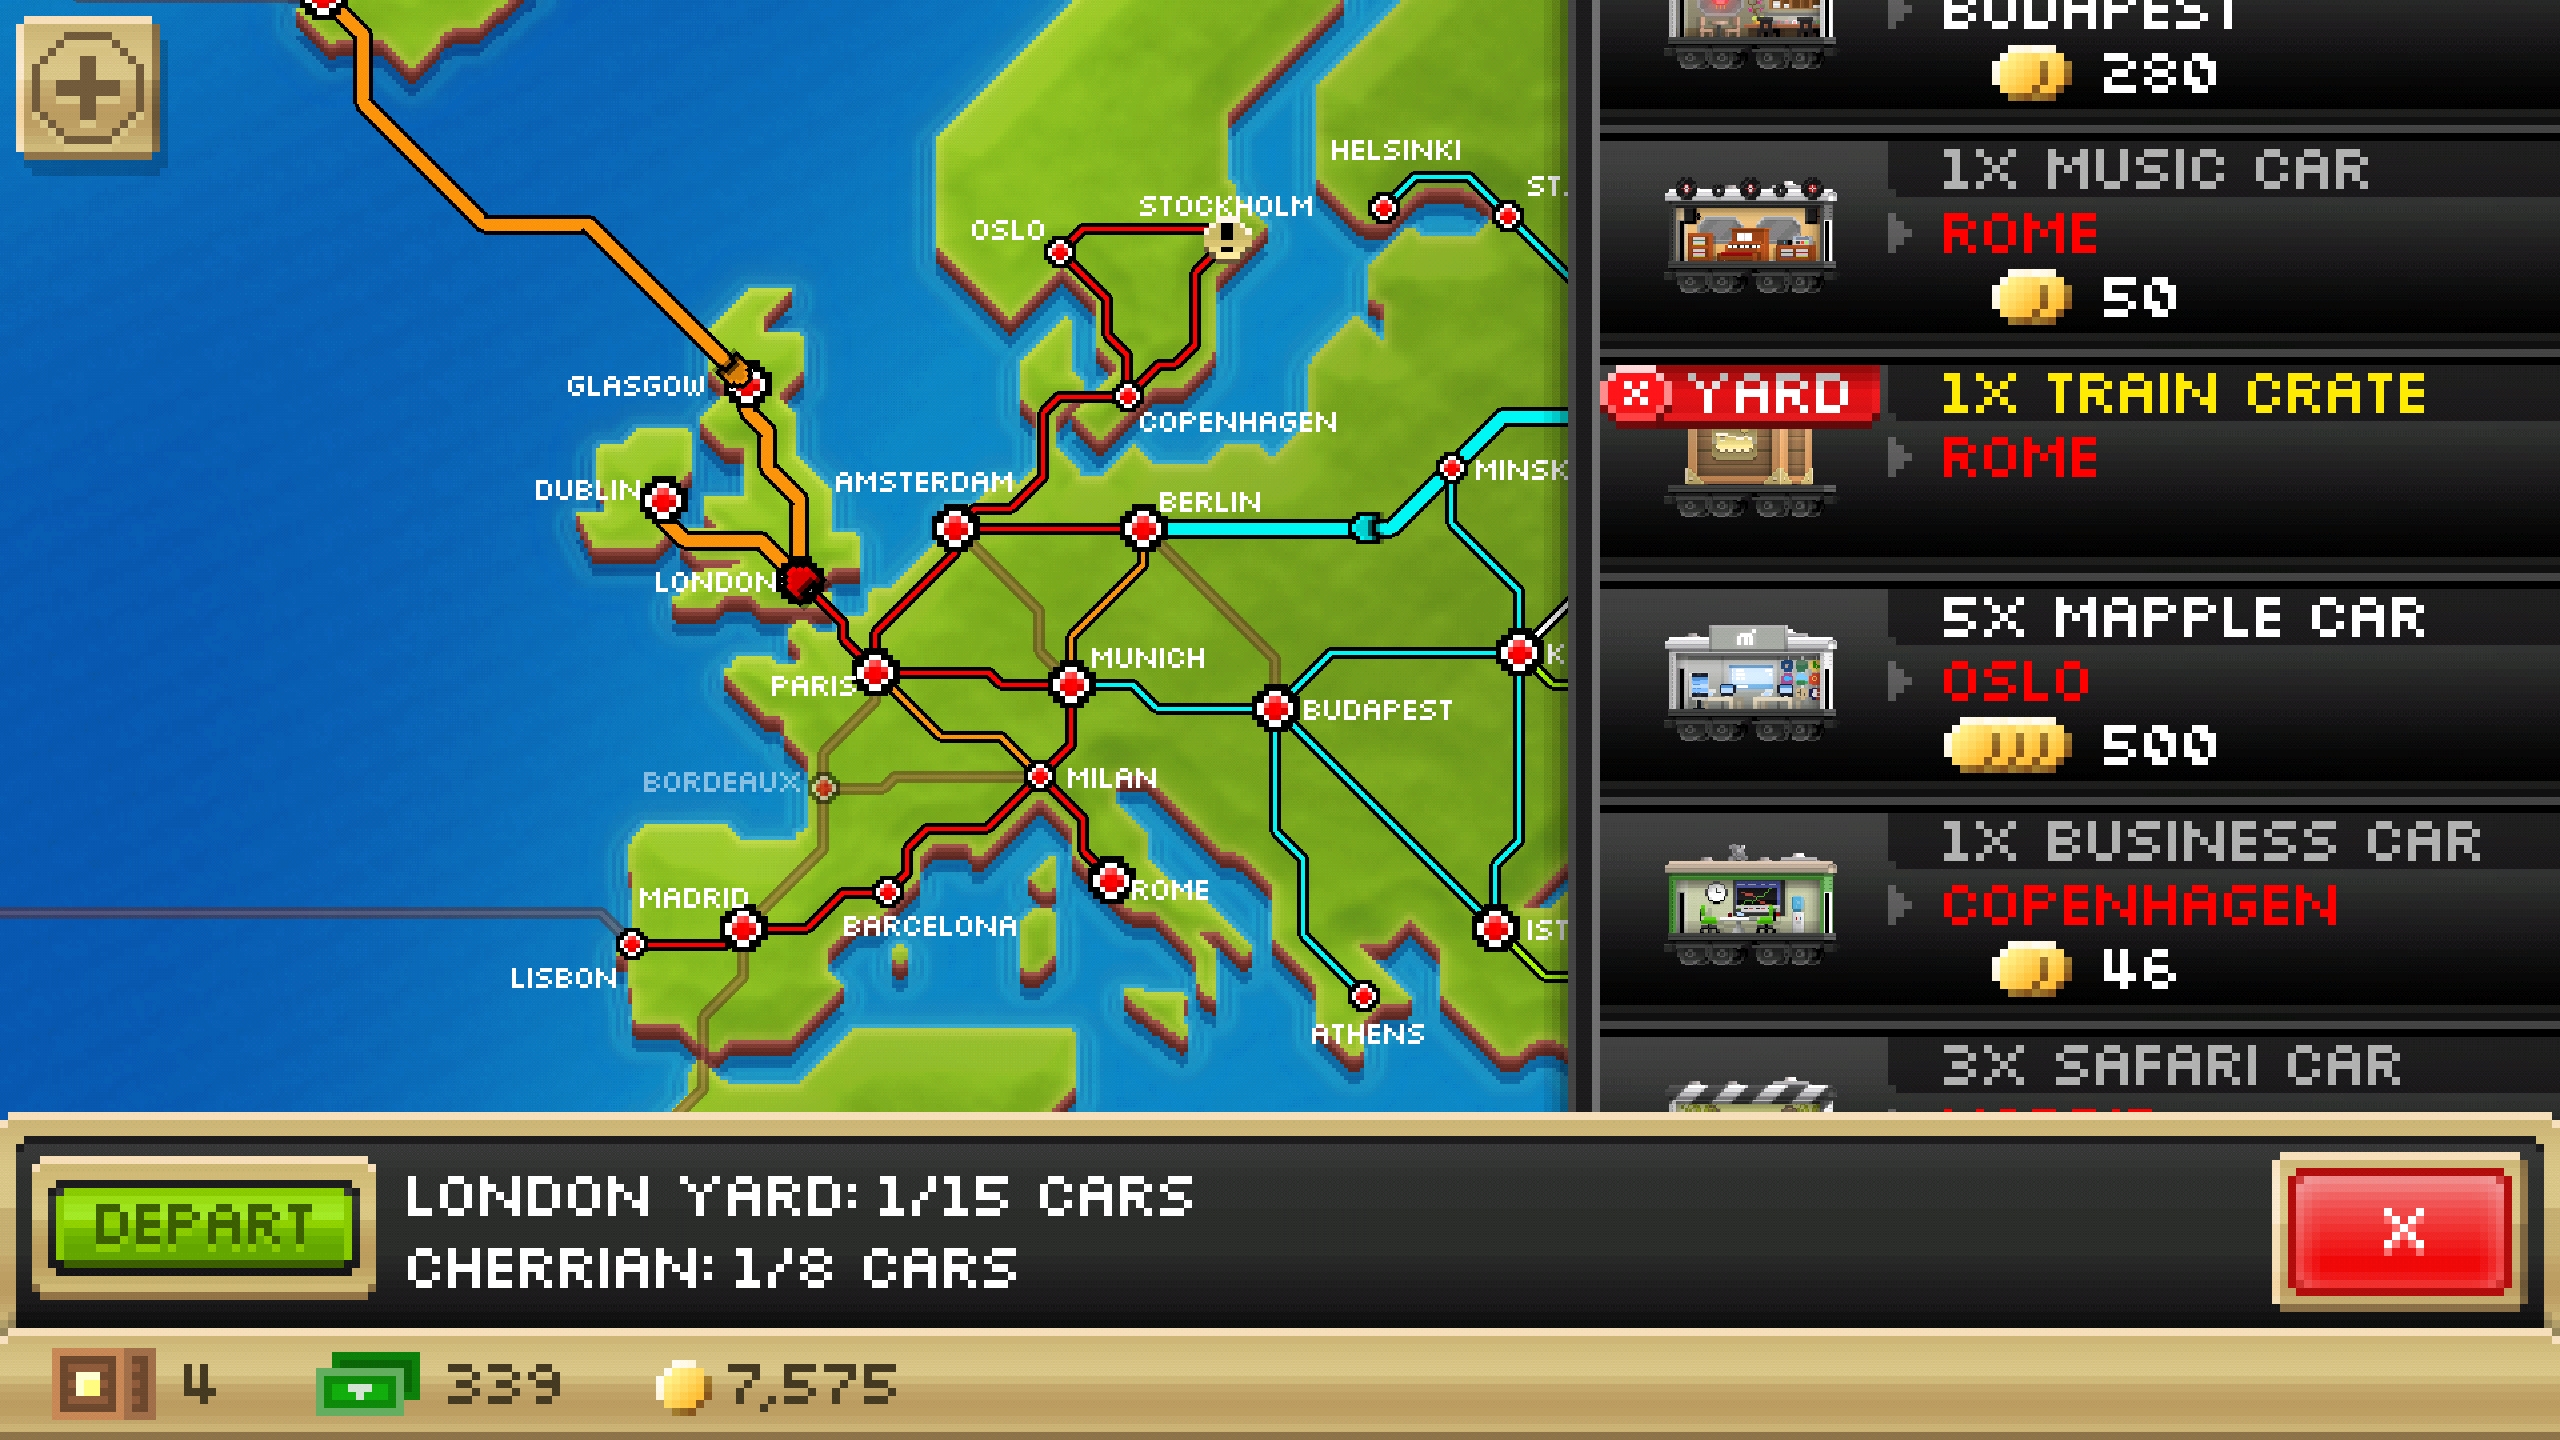 HELSINKI
ST.
STOCKHOLM
OSLO
GLASGOW
COPENHAGEN
MINSK
AMSTERDAM
DUBLIN
BERLIN
LONDON
MUNICH
K
PARIS
BUDAPEST
BORDEAUX
MILAN
MADRID
ROME
BARCELONA
IST
LISBON
ATHENS
BUDAPEST
280
1X MUSIC CAR
ROME
50
X YARD
1X TRAIN CRATE
ROME
5X MAPPLE CAR
m
OSLO
500
1X BUSINESS CAR
COPENHAGEN
46
3X SAFARI CAR
DEPART
LONDON YARD: 1/15 CARS
CHERRIAN: 1/8 CARS
X
4
339
7,575